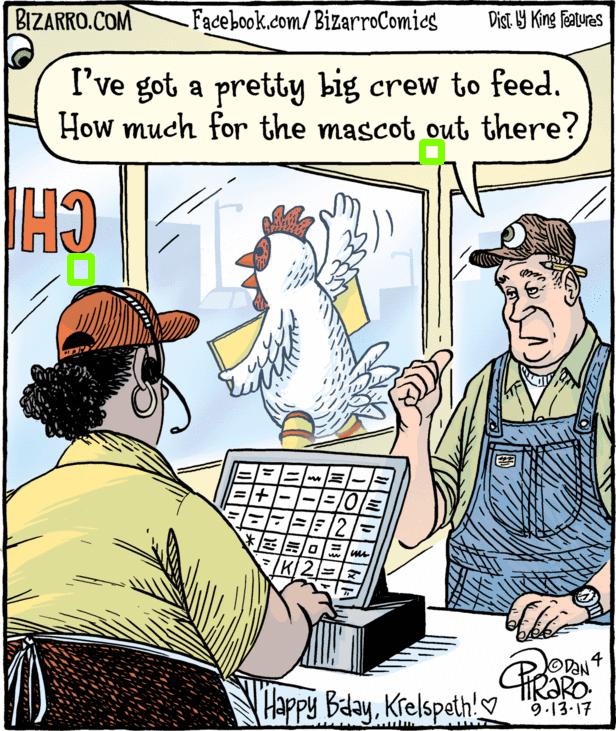 BIZARRO.COM
Facebook.com/BizarroComics
Dist. by King Features
I've got a pretty big crew to feed.
How much for the mascot out there?
CHI
0
2
K 2
Happy Bday, Krelspeth! ♡
©DAN 4
PIRARO.
9·13·17